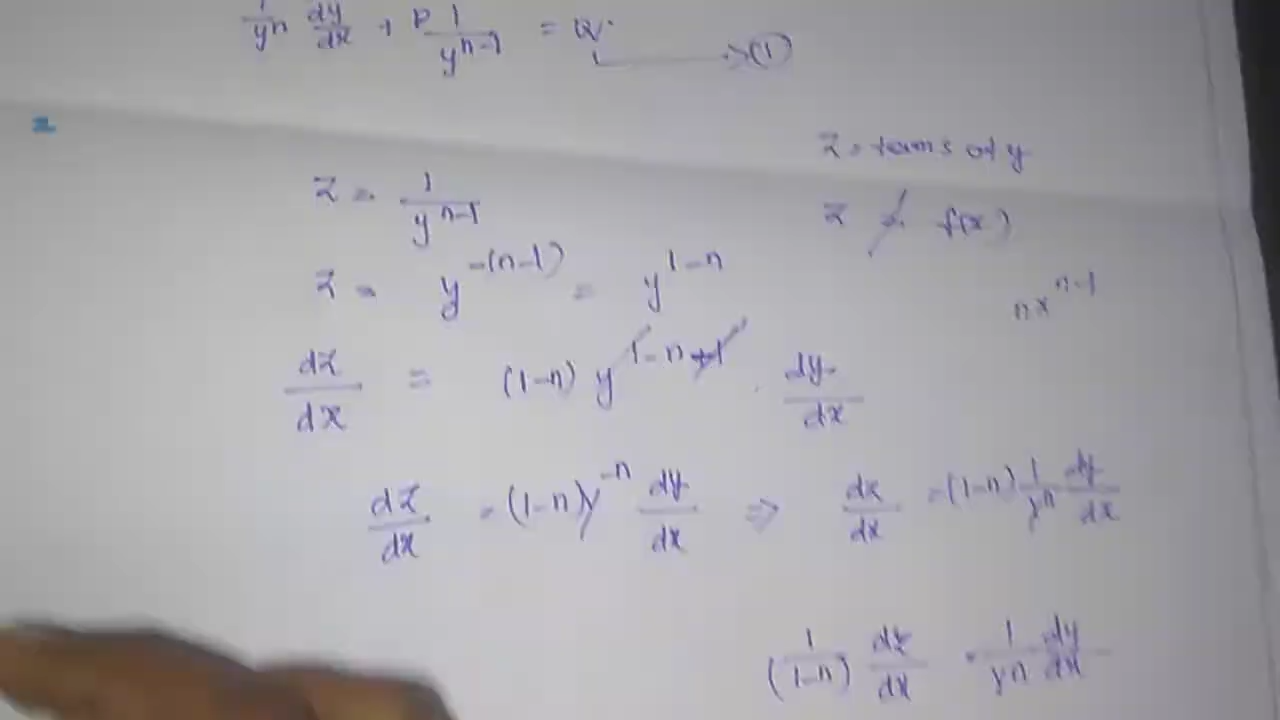 1/yⁿ dy/dx + P 1/yⁿ⁻¹ = Q. → (1)
Z = terms of y
Z = 1/yⁿ⁻¹
Z ≠ f(x)
Z = y^-(n-1) = y^1-n
nxⁿ⁻¹
dz/dx = (1-n) y^1-n+1 . dy/dx
dz/dx = (1-n) y⁻ⁿ dy/dx ⇒ dz/dx = (1-n) 1/yⁿ dy/dx
(1/1-n) dz/dx = 1/yn dy/dx